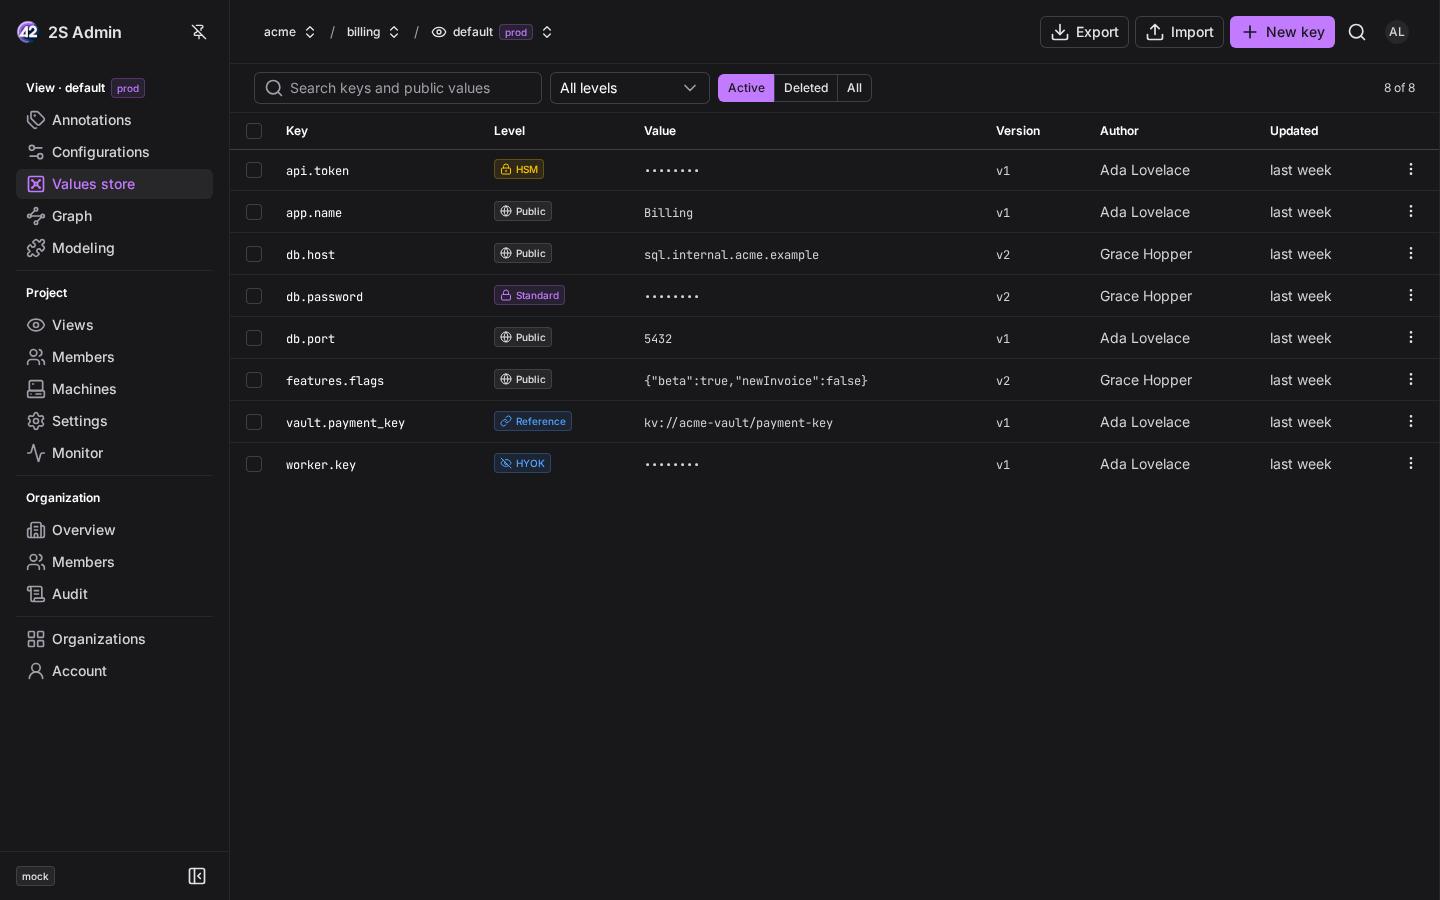 2S Admin
acme / billing / default prod
Export
Import
New key
AL
View · default prod
Annotations
Configurations
Values store
Graph
Modeling
Project
Views
Members
Machines
Settings
Monitor
Organization
Overview
Members
Audit
Organizations
Account
mock
Search keys and public values
All levels
Active Deleted All
8 of 8
Key Level Value Version Author Updated
api.token HSM •••••••• v1 Ada Lovelace last week
app.name Public Billing v1 Ada Lovelace last week
db.host Public sql.internal.acme.example v2 Grace Hopper last week
db.password Standard •••••••• v2 Grace Hopper last week
db.port Public 5432 v1 Ada Lovelace last week
features.flags Public {"beta":true,"newInvoice":false} v2 Grace Hopper last week
vault.payment_key Reference kv://acme-vault/payment-key v1 Ada Lovelace last week
worker.key HYOK •••••••• v1 Ada Lovelace last week